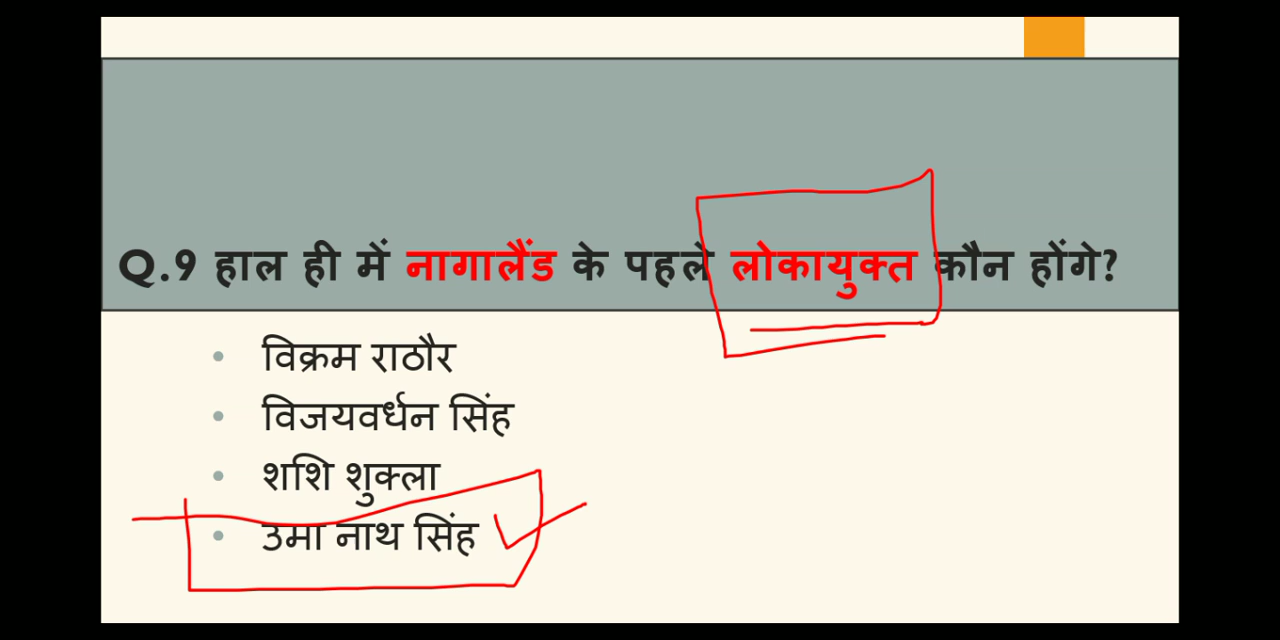 Q.9 हाल ही में नागालैंड के पहले लोकायुक्त कौन होंगे?
• विक्रम राठौर
• विजयवर्धन सिंह
• शशि शुक्ला
• उमा नाथ सिंह